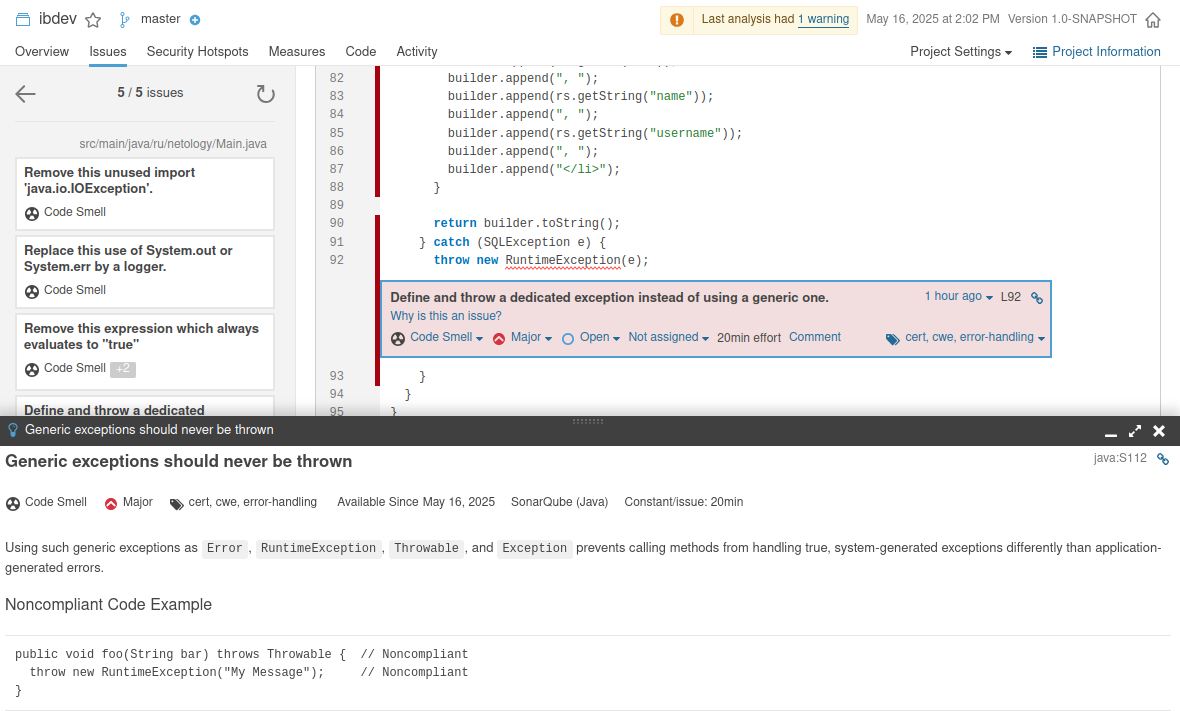 ibdev master
Last analysis had 1 warning May 16, 2025 at 2:02 PM Version 1.0-SNAPSHOT
Overview Issues Security Hotspots Measures Code Activity Project Settings Project Information
5 / 5 issues
src/main/java/ru/netology/Main.java
Remove this unused import
'java.io.IOException'.
Code Smell
Replace this use of System.out or
System.err by a logger.
Code Smell
Remove this expression which always
evaluates to "true"
Code Smell +2
Define and throw a dedicated
82 builder.append(", ");
83 builder.append(rs.getString("name"));
84 builder.append(", ");
85 builder.append(rs.getString("username"));
86 builder.append(", ");
87 builder.append("</li>");
88 }
89
90 return builder.toString();
91 } catch (SQLException e) {
92 throw new RuntimeException(e);
Define and throw a dedicated exception instead of using a generic one. 1 hour ago L92
Why is this an issue?
Code Smell Major Open Not assigned 20min effort Comment cert, cwe, error-handling
93 }
94 }
95 }
Generic exceptions should never be thrown
Generic exceptions should never be thrown java:S112
Code Smell Major cert, cwe, error-handling Available Since May 16, 2025 SonarQube (Java) Constant/issue: 20min
Using such generic exceptions as Error, RuntimeException, Throwable, and Exception prevents calling methods from handling true, system-generated exceptions differently than application-
generated errors.
Noncompliant Code Example
public void foo(String bar) throws Throwable { // Noncompliant
throw new RuntimeException("My Message"); // Noncompliant
}